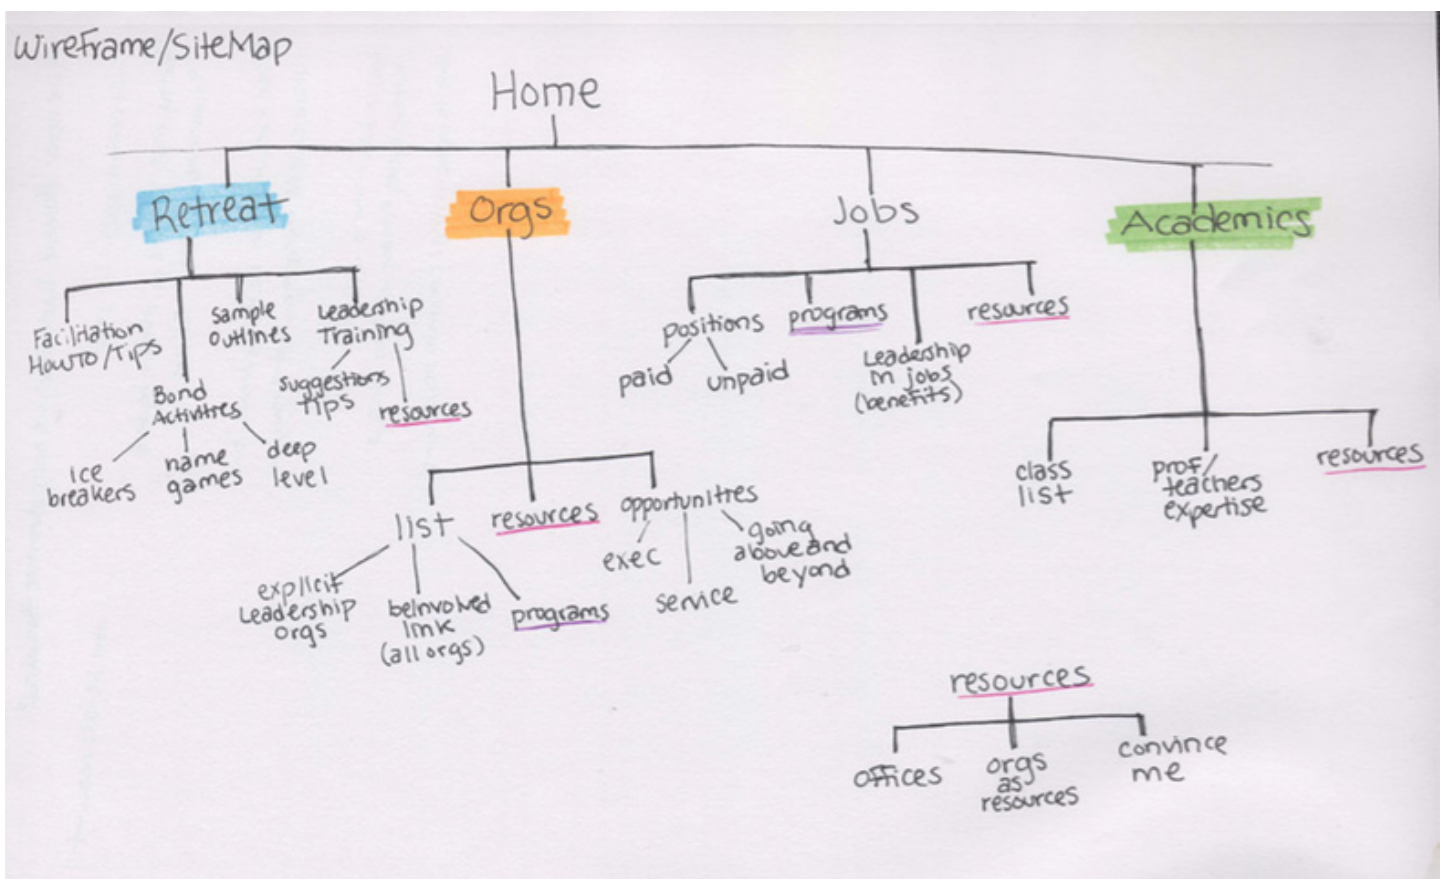 WireFrame/SiteMap
Home
Retreat
Orgs
Jobs
Academics
Facilitation
How To/Tips
Sample
outlines
Leadership
Training
Bond
Activities
suggestions
tips
resources
ice
breakers
name
games
deep
level
list
resources
opportunities
explicit
Leadership
orgs
beInvolved
link
(all orgs)
programs
exec
service
going
above and
beyond
positions
programs
Leadership
in jobs
(benefits)
resources
paid
unpaid
class
list
prof/
teachers
expertise
resources
resources
offices
orgs
as
resources
convince
me